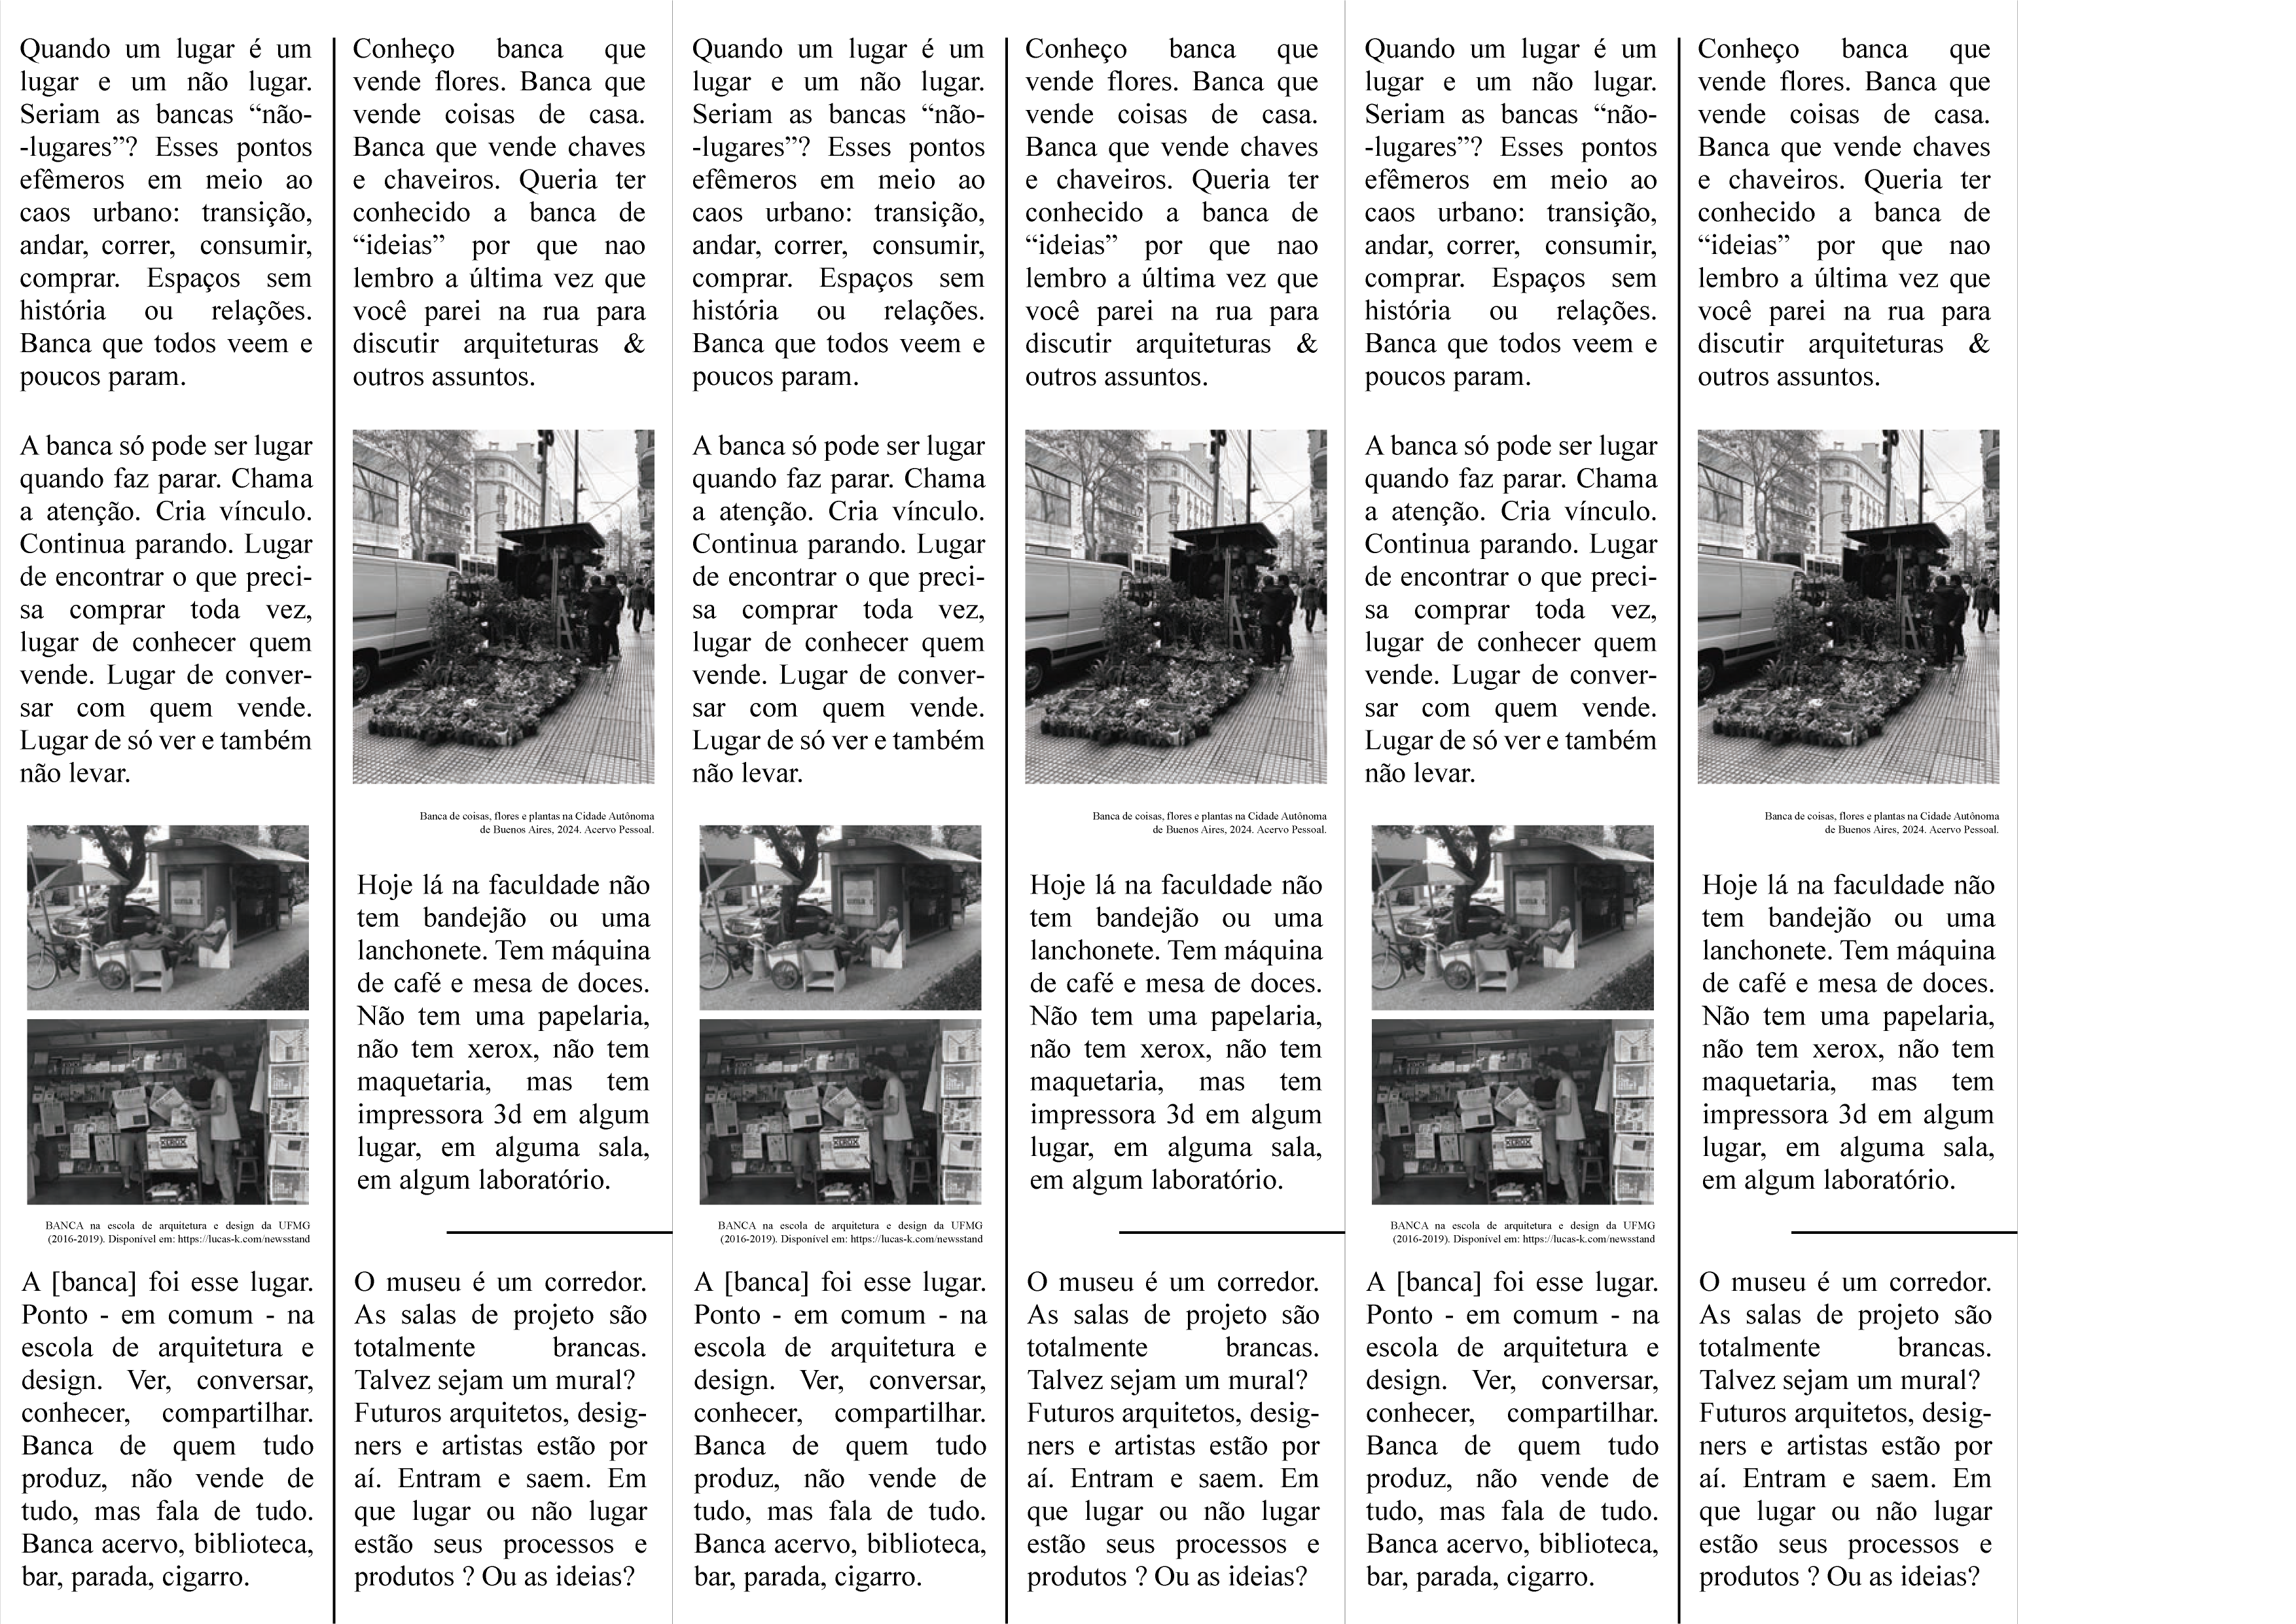 Quando um lugar é um
lugar e um não lugar.
Seriam as bancas “não-
-lugares”? Esses pontos
efêmeros em meio ao
caos urbano: transição,
andar, correr, consumir,
comprar. Espaços sem
história ou relações.
Banca que todos veem e
poucos param.
A banca só pode ser lugar
quando faz parar. Chama
a atenção. Cria vínculo.
Continua parando. Lugar
de encontrar o que preci-
sa comprar toda vez,
lugar de conhecer quem
vende. Lugar de conver-
sar com quem vende.
Lugar de só ver e também
não levar.
XEROX
BANCA na escola de arquitetura e design da UFMG
(2016-2019). Disponível em: https://lucas-k.com/newsstand
A [banca] foi esse lugar.
Ponto - em comum - na
escola de arquitetura e
design. Ver, conversar,
conhecer, compartilhar.
Banca de quem tudo
produz, não vende de
tudo, mas fala de tudo.
Banca acervo, biblioteca,
bar, parada, cigarro.
Conheço banca que
vende flores. Banca que
vende coisas de casa.
Banca que vende chaves
e chaveiros. Queria ter
conhecido a banca de
“ideias” por que nao
lembro a última vez que
você parei na rua para
discutir arquiteturas &
outros assuntos.
Banca de coisas, flores e plantas na Cidade Autônoma
de Buenos Aires, 2024. Acervo Pessoal.
Hoje lá na faculdade não
tem bandejão ou uma
lanchonete. Tem máquina
de café e mesa de doces.
Não tem uma papelaria,
não tem xerox, não tem
maquetaria, mas tem
impressora 3d em algum
lugar, em alguma sala,
em algum laboratório.
O museu é um corredor.
As salas de projeto são
totalmente brancas.
Talvez sejam um mural?
Futuros arquitetos, desig-
ners e artistas estão por
aí. Entram e saem. Em
que lugar ou não lugar
estão seus processos e
produtos ? Ou as ideias?
Quando um lugar é um
lugar e um não lugar.
Seriam as bancas “não-
-lugares”? Esses pontos
efêmeros em meio ao
caos urbano: transição,
andar, correr, consumir,
comprar. Espaços sem
história ou relações.
Banca que todos veem e
poucos param.
A banca só pode ser lugar
quando faz parar. Chama
a atenção. Cria vínculo.
Continua parando. Lugar
de encontrar o que preci-
sa comprar toda vez,
lugar de conhecer quem
vende. Lugar de conver-
sar com quem vende.
Lugar de só ver e também
não levar.
XEROX
BANCA na escola de arquitetura e design da UFMG
(2016-2019). Disponível em: https://lucas-k.com/newsstand
A [banca] foi esse lugar.
Ponto - em comum - na
escola de arquitetura e
design. Ver, conversar,
conhecer, compartilhar.
Banca de quem tudo
produz, não vende de
tudo, mas fala de tudo.
Banca acervo, biblioteca,
bar, parada, cigarro.
Conheço banca que
vende flores. Banca que
vende coisas de casa.
Banca que vende chaves
e chaveiros. Queria ter
conhecido a banca de
“ideias” por que nao
lembro a última vez que
você parei na rua para
discutir arquiteturas &
outros assuntos.
Banca de coisas, flores e plantas na Cidade Autônoma
de Buenos Aires, 2024. Acervo Pessoal.
Hoje lá na faculdade não
tem bandejão ou uma
lanchonete. Tem máquina
de café e mesa de doces.
Não tem uma papelaria,
não tem xerox, não tem
maquetaria, mas tem
impressora 3d em algum
lugar, em alguma sala,
em algum laboratório.
O museu é um corredor.
As salas de projeto são
totalmente brancas.
Talvez sejam um mural?
Futuros arquitetos, desig-
ners e artistas estão por
aí. Entram e saem. Em
que lugar ou não lugar
estão seus processos e
produtos ? Ou as ideias?
Quando um lugar é um
lugar e um não lugar.
Seriam as bancas “não-
-lugares”? Esses pontos
efêmeros em meio ao
caos urbano: transição,
andar, correr, consumir,
comprar. Espaços sem
história ou relações.
Banca que todos veem e
poucos param.
A banca só pode ser lugar
quando faz parar. Chama
a atenção. Cria vínculo.
Continua parando. Lugar
de encontrar o que preci-
sa comprar toda vez,
lugar de conhecer quem
vende. Lugar de conver-
sar com quem vende.
Lugar de só ver e também
não levar.
XEROX
BANCA na escola de arquitetura e design da UFMG
(2016-2019). Disponível em: https://lucas-k.com/newsstand
A [banca] foi esse lugar.
Ponto - em comum - na
escola de arquitetura e
design. Ver, conversar,
conhecer, compartilhar.
Banca de quem tudo
produz, não vende de
tudo, mas fala de tudo.
Banca acervo, biblioteca,
bar, parada, cigarro.
Conheço banca que
vende flores. Banca que
vende coisas de casa.
Banca que vende chaves
e chaveiros. Queria ter
conhecido a banca de
“ideias” por que nao
lembro a última vez que
você parei na rua para
discutir arquiteturas &
outros assuntos.
Banca de coisas, flores e plantas na Cidade Autônoma
de Buenos Aires, 2024. Acervo Pessoal.
Hoje lá na faculdade não
tem bandejão ou uma
lanchonete. Tem máquina
de café e mesa de doces.
Não tem uma papelaria,
não tem xerox, não tem
maquetaria, mas tem
impressora 3d em algum
lugar, em alguma sala,
em algum laboratório.
O museu é um corredor.
As salas de projeto são
totalmente brancas.
Talvez sejam um mural?
Futuros arquitetos, desig-
ners e artistas estão por
aí. Entram e saem. Em
que lugar ou não lugar
estão seus processos e
produtos ? Ou as ideias?